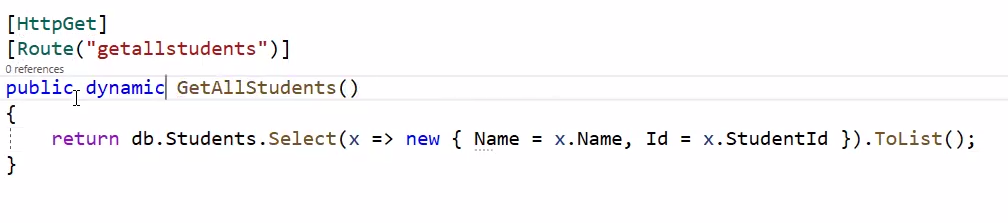 [HttpGet]
[Route("getallstudents")]
0 references
public dynamic GetAllStudents()
{
    return db.Students.Select(x => new { Name = x.Name, Id = x.StudentId }).ToList();
}